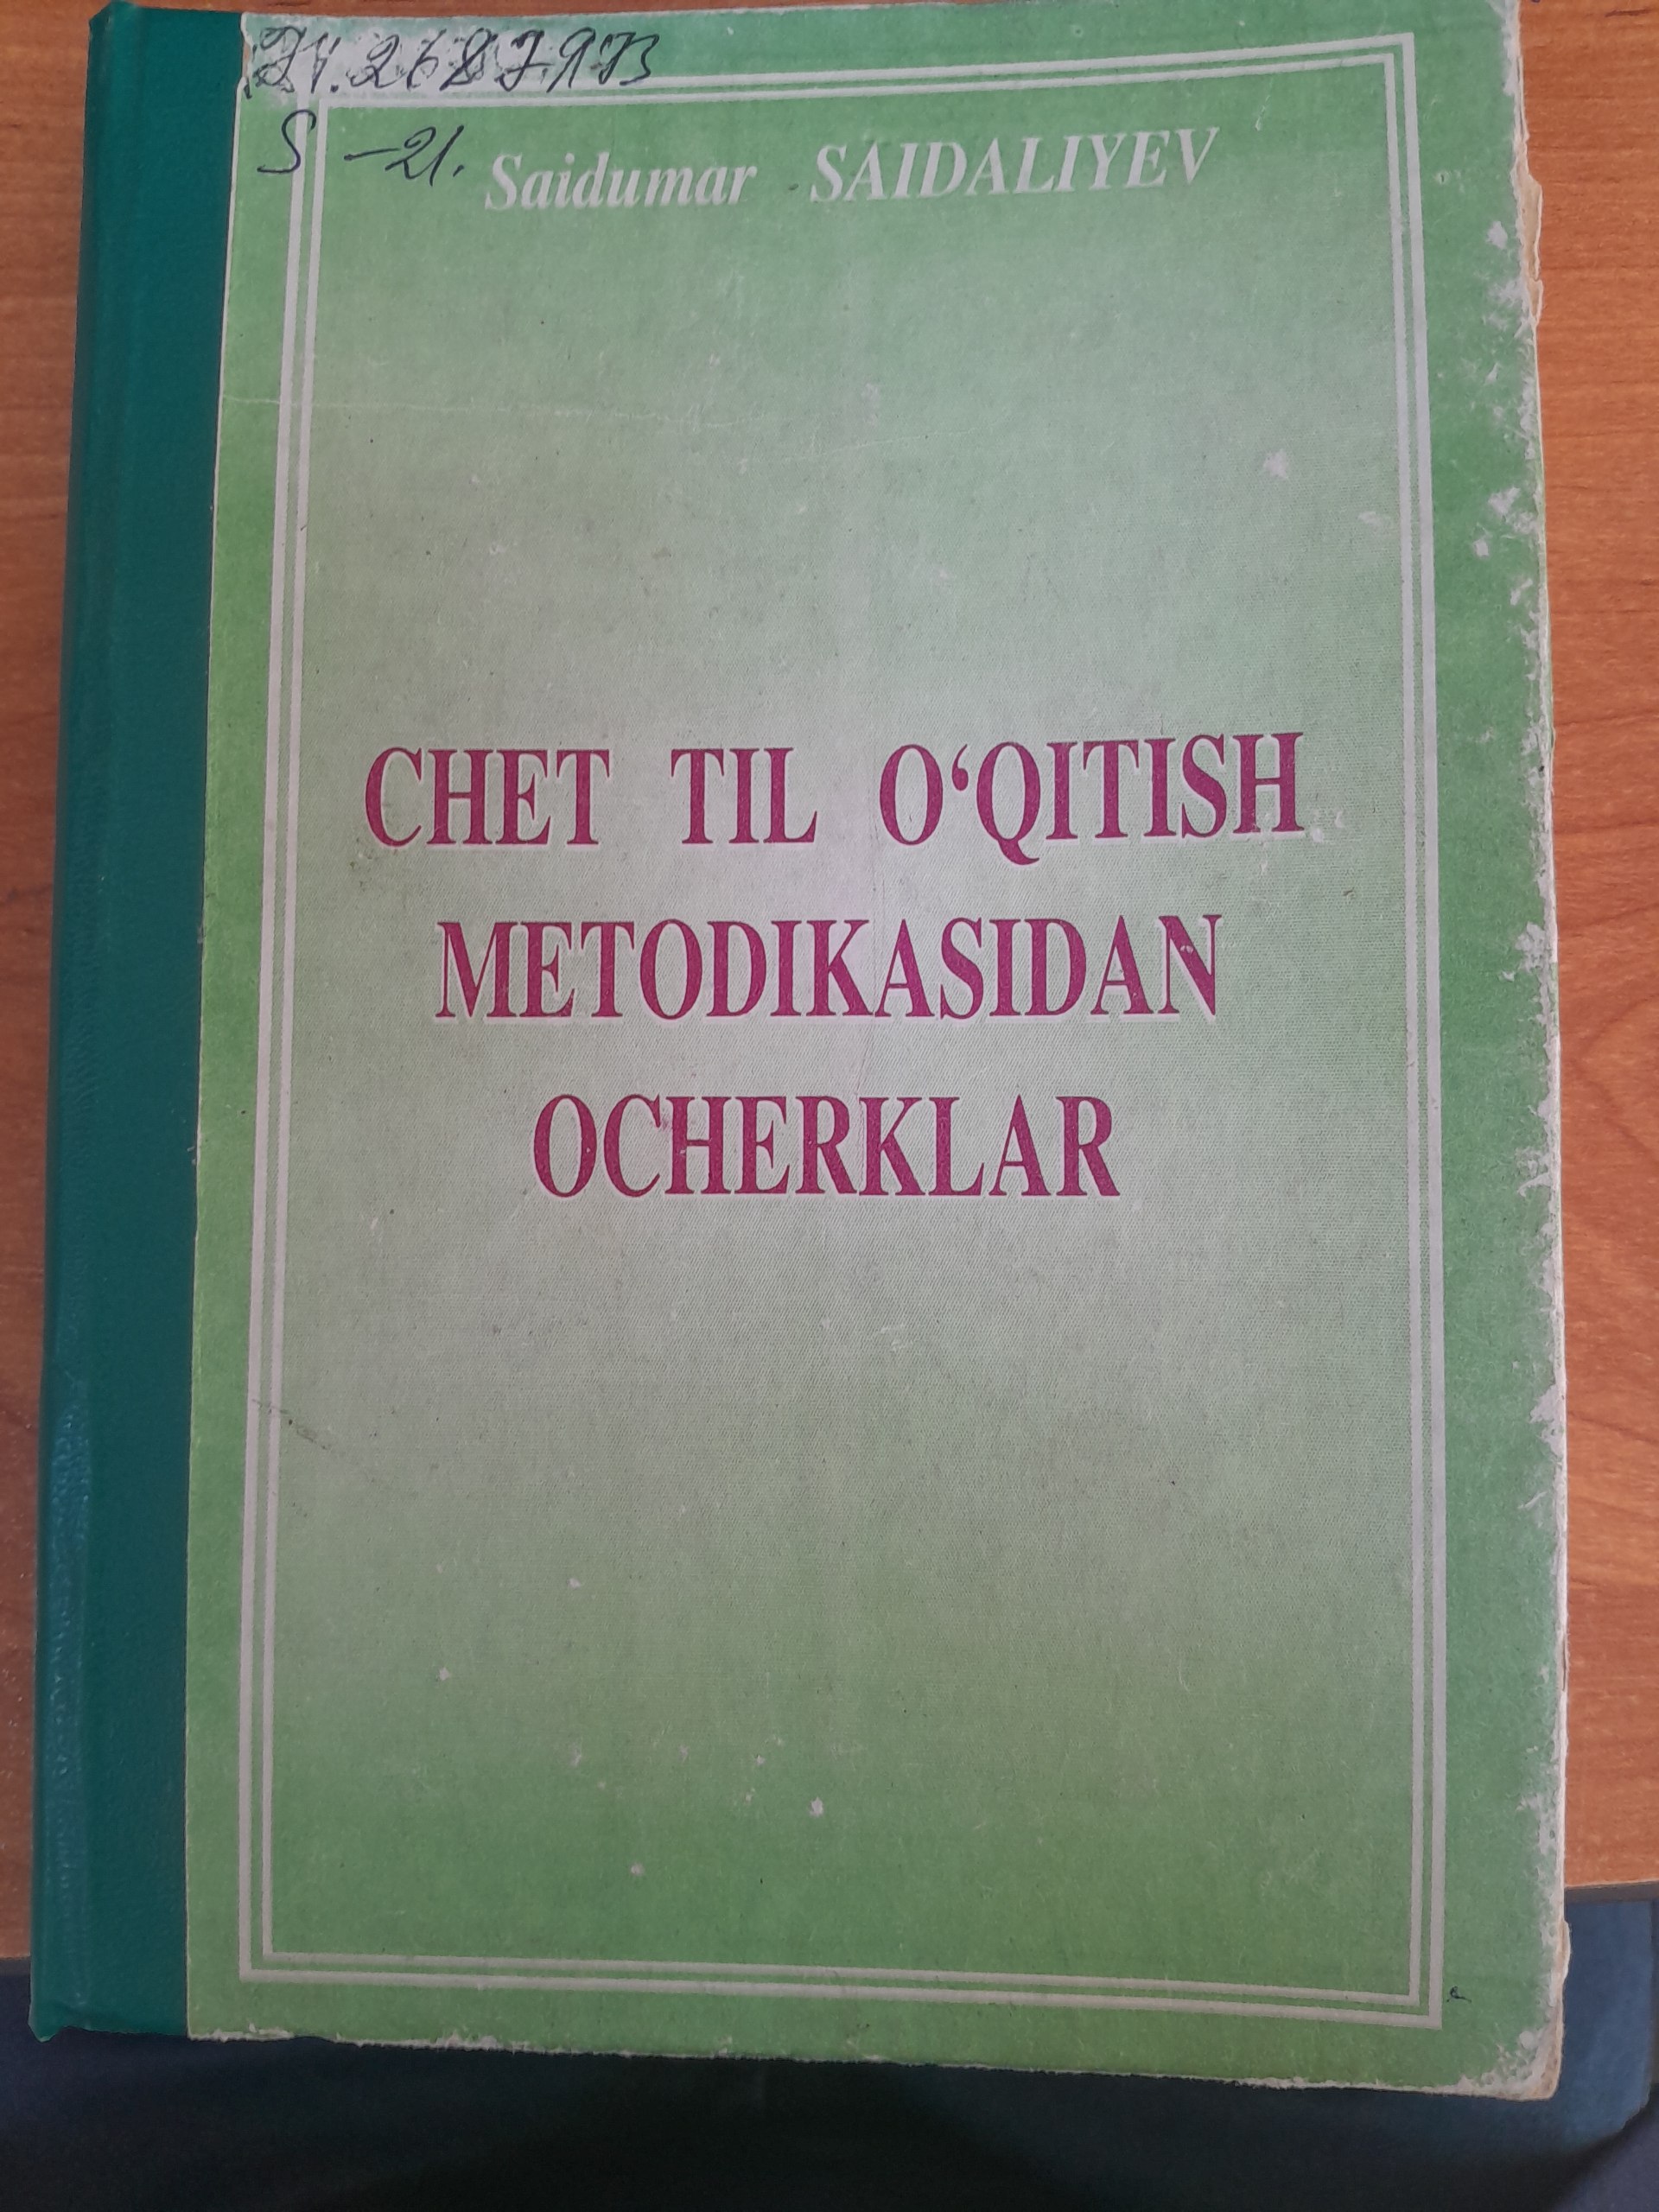 S -21.
Saidumar SAIDALIYEV
CHET TIL O‘QITISH
METODIKASIDAN
OCHERKLAR